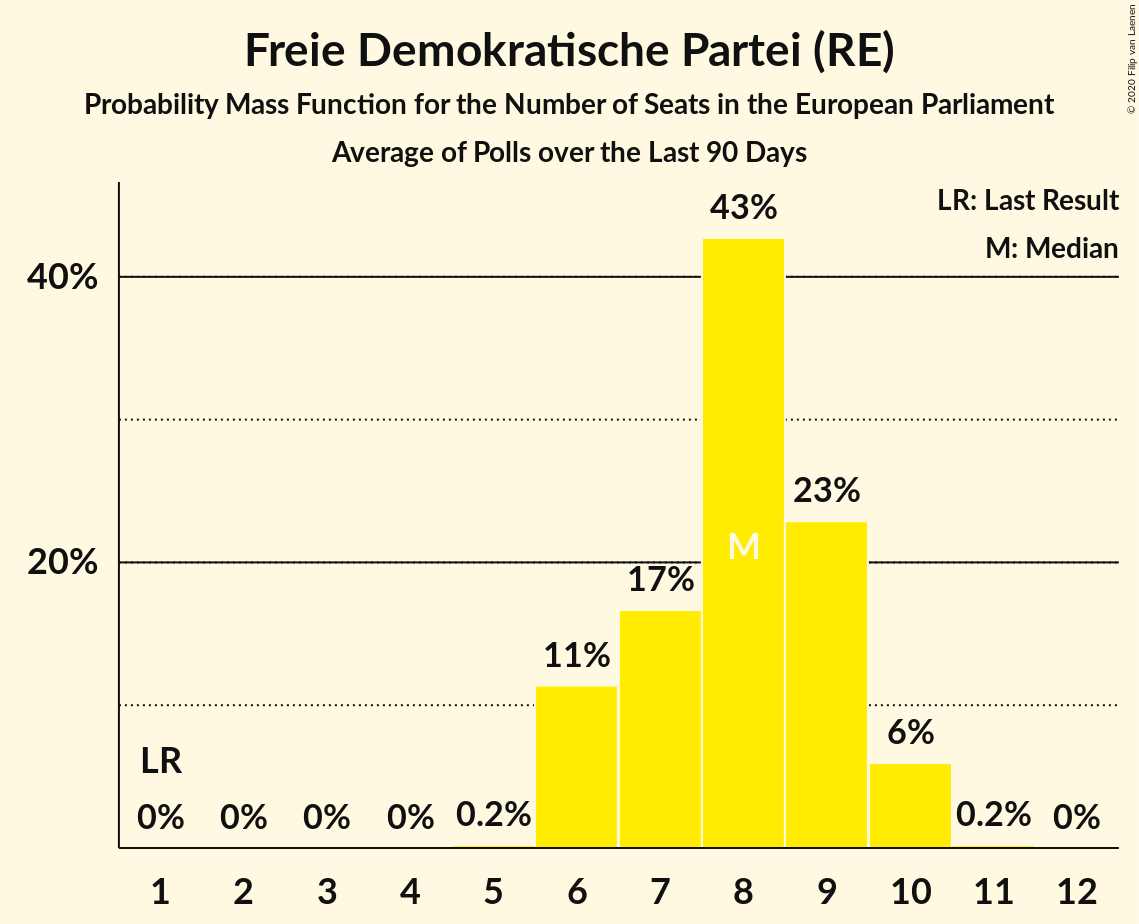 Freie Demokratische Partei (RE)
Probability Mass Function for the Number of Seats in the European Parliament
Average of Polls over the Last 90 Days
© 2020 Filip van Laenen
LR: Last Result
M: Median
43%
40%
23%
M
20%
17%
11%
6%
LR
0% 0% 0% 0% 0.2% 0.2% 0%
1 2 3 4 5 6 7 8 9 10 11 12